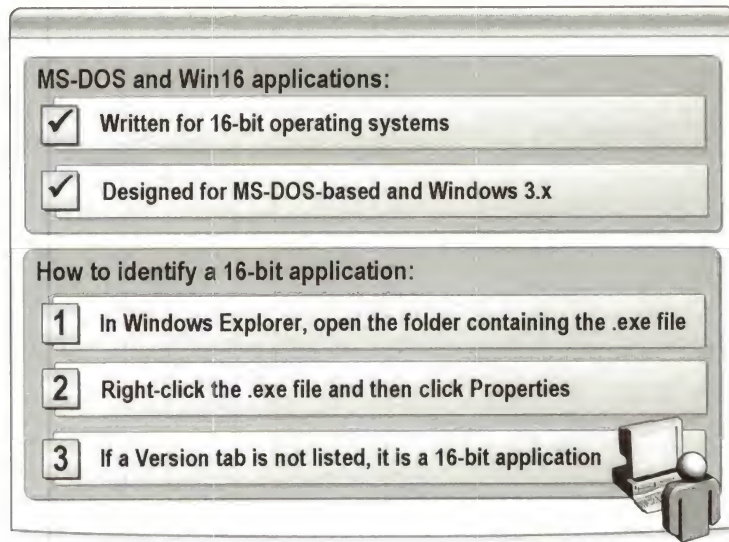 MS-DOS and Win16 applications:
✓ Written for 16-bit operating systems
✓ Designed for MS-DOS-based and Windows 3.x
How to identify a 16-bit application:
1 In Windows Explorer, open the folder containing the .exe file
2 Right-click the .exe file and then click Properties
3 If a Version tab is not listed, it is a 16-bit application